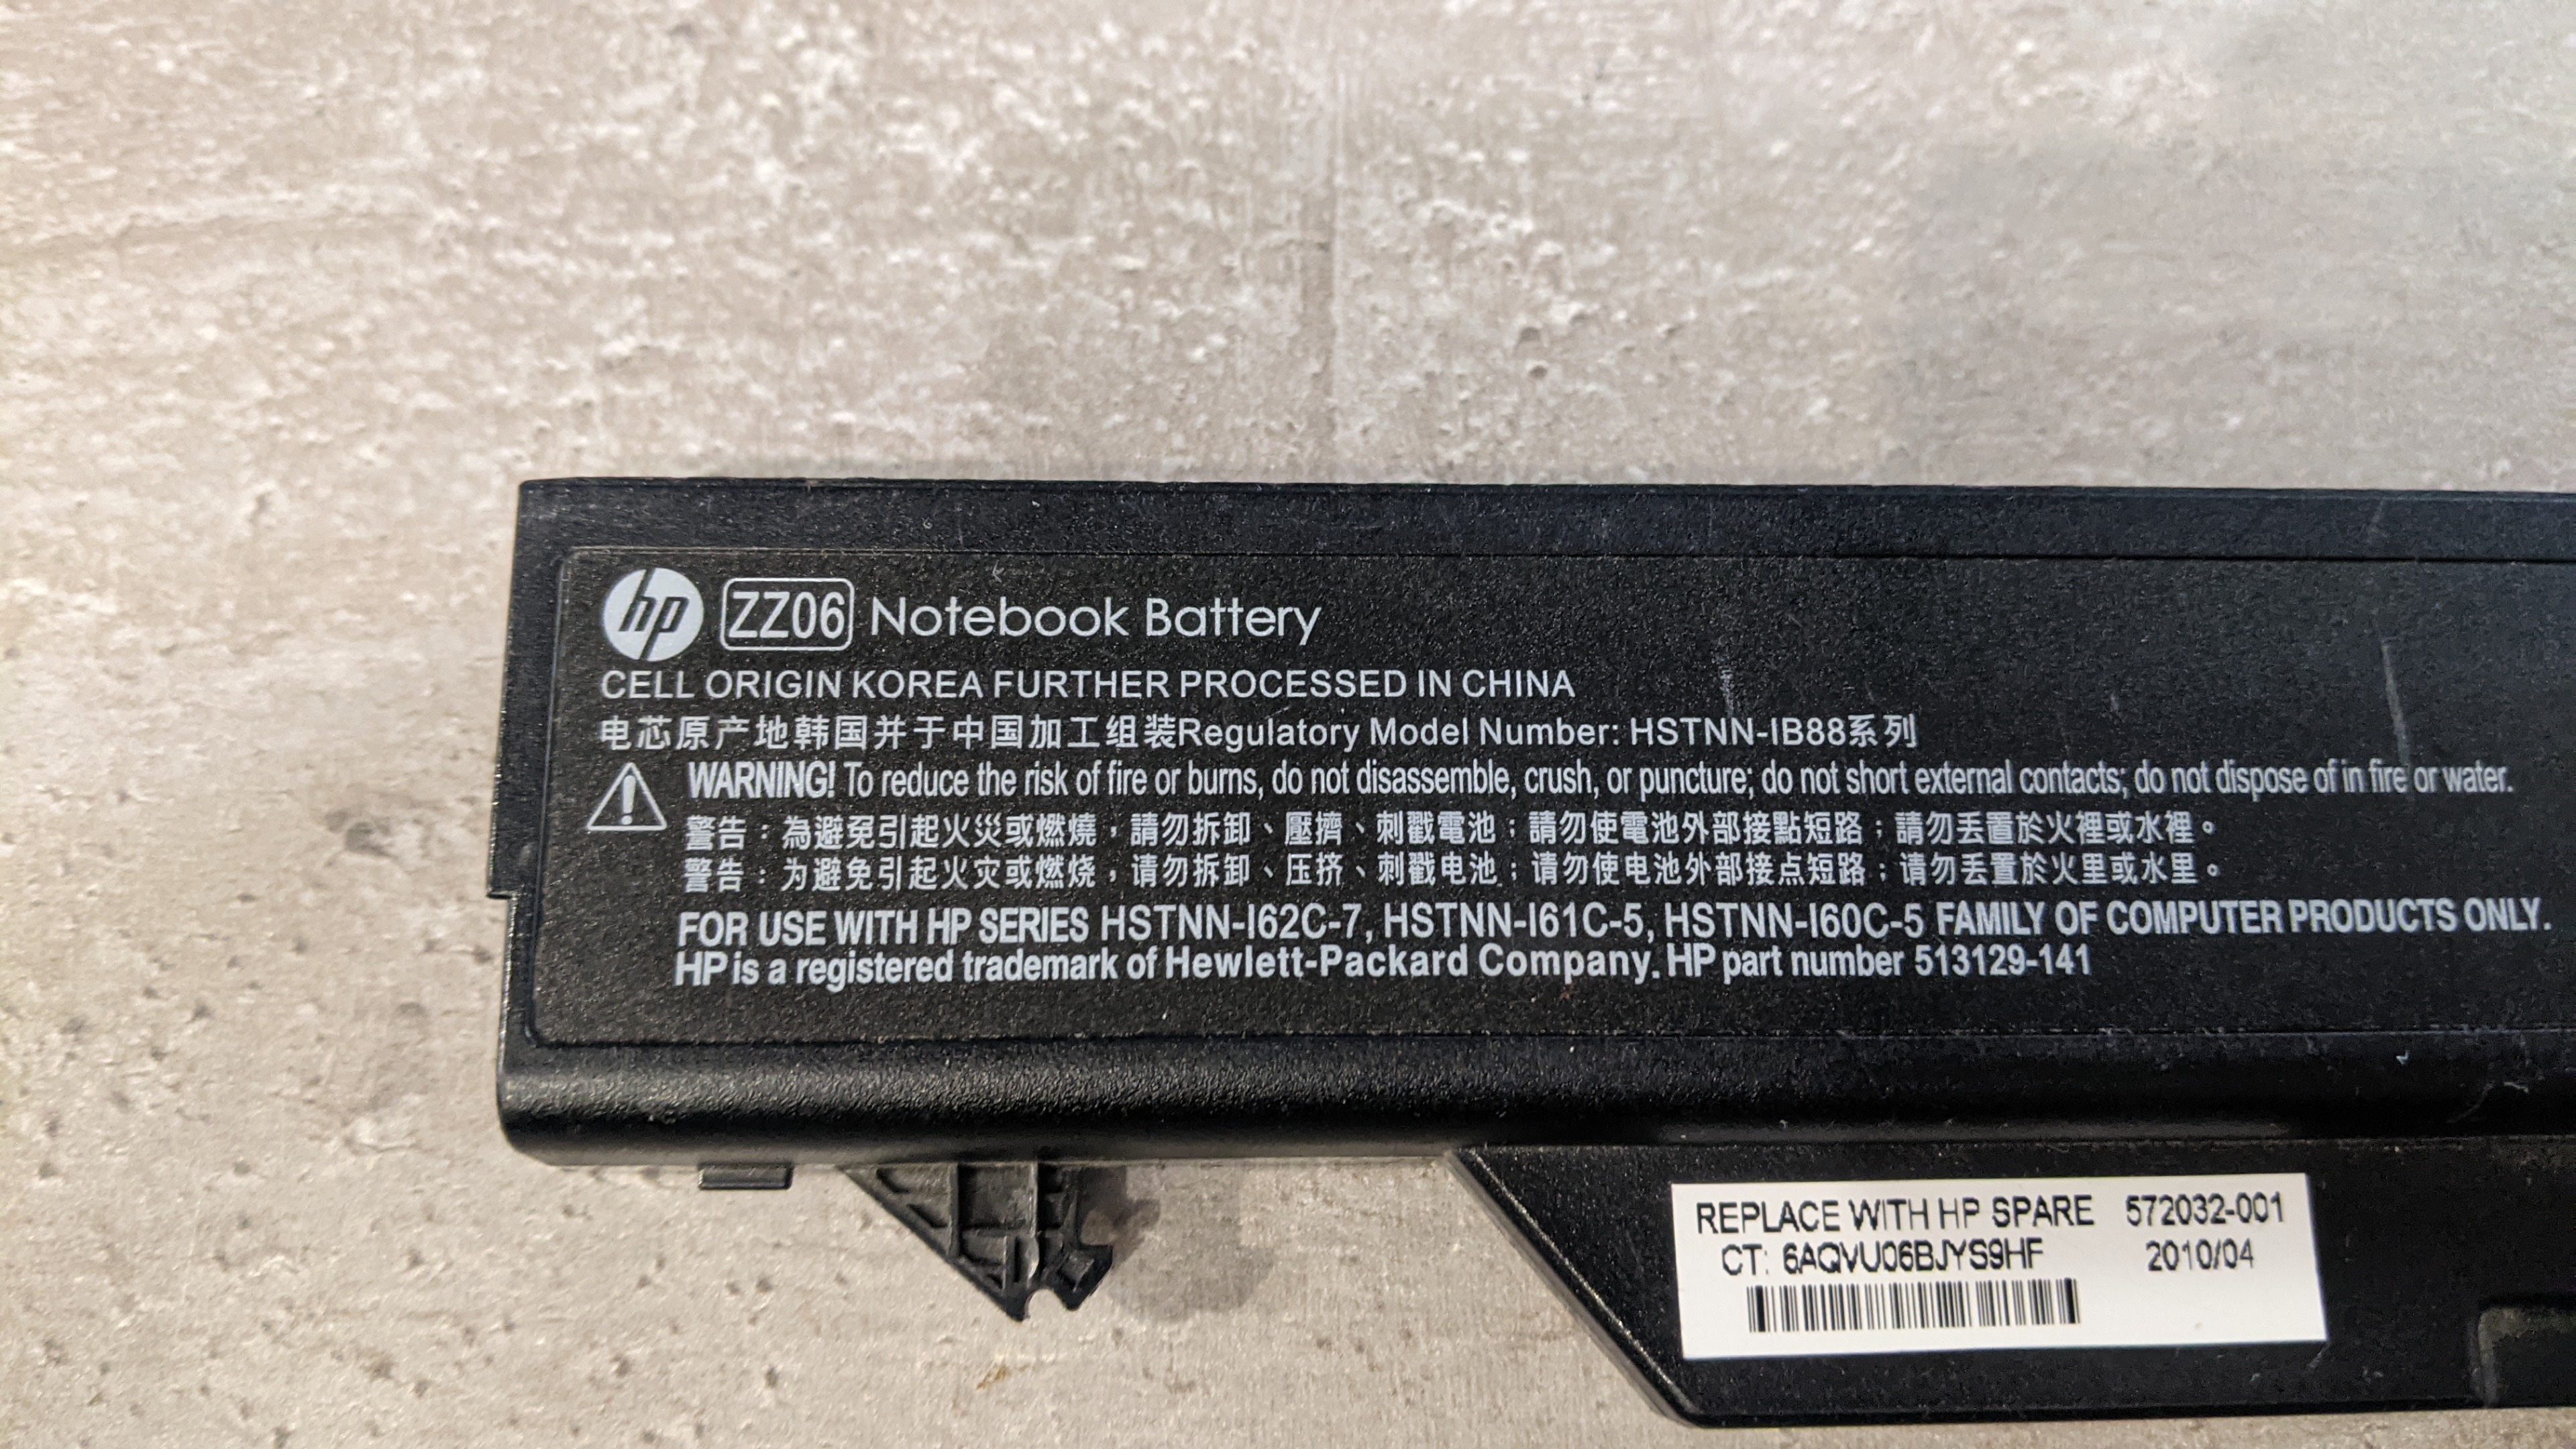 hp ZZ06 Notebook Battery
CELL ORIGIN KOREA FURTHER PROCESSED IN CHINA
电芯原产地韩国并于中国加工组装Regulatory Model Number: HSTNN-IB88系列
WARNING! To reduce the risk of fire or burns, do not disassemble, crush, or puncture; do not short external contacts; do not dispose of in fire or water.
警告：為避免引起火災或燃燒，請勿拆卸、壓擠、刺戳電池；請勿使電池外部接點短路；請勿丟置於火裡或水裡。
警告：为避免引起火灾或燃烧，请勿拆卸、压挤、刺戳电池；请勿使电池外部接点短路；请勿丢置於火里或水里。
FOR USE WITH HP SERIES HSTNN-I62C-7, HSTNN-I61C-5, HSTNN-I60C-5 FAMILY OF COMPUTER PRODUCTS ONLY.
HP is a registered trademark of Hewlett-Packard Company. HP part number 513129-141
REPLACE WITH HP SPARE 572032-001
CT: 6AQVU06BJYS9HF 2010/04